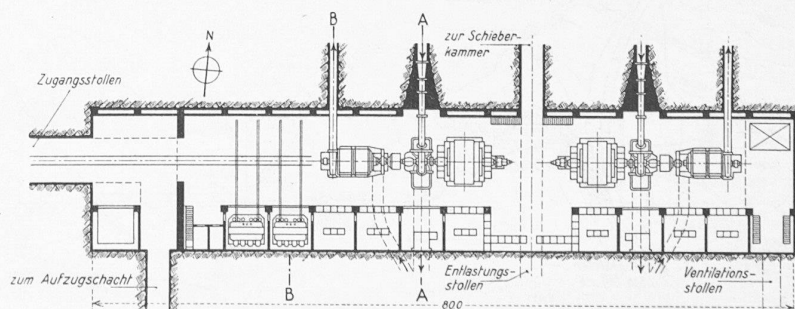 B
A
zur Schieber-
kammer
N
Zugangsstollen
zum Aufzugschacht
Entlastungs-
stollen
Ventilations-
stollen
B
A
800